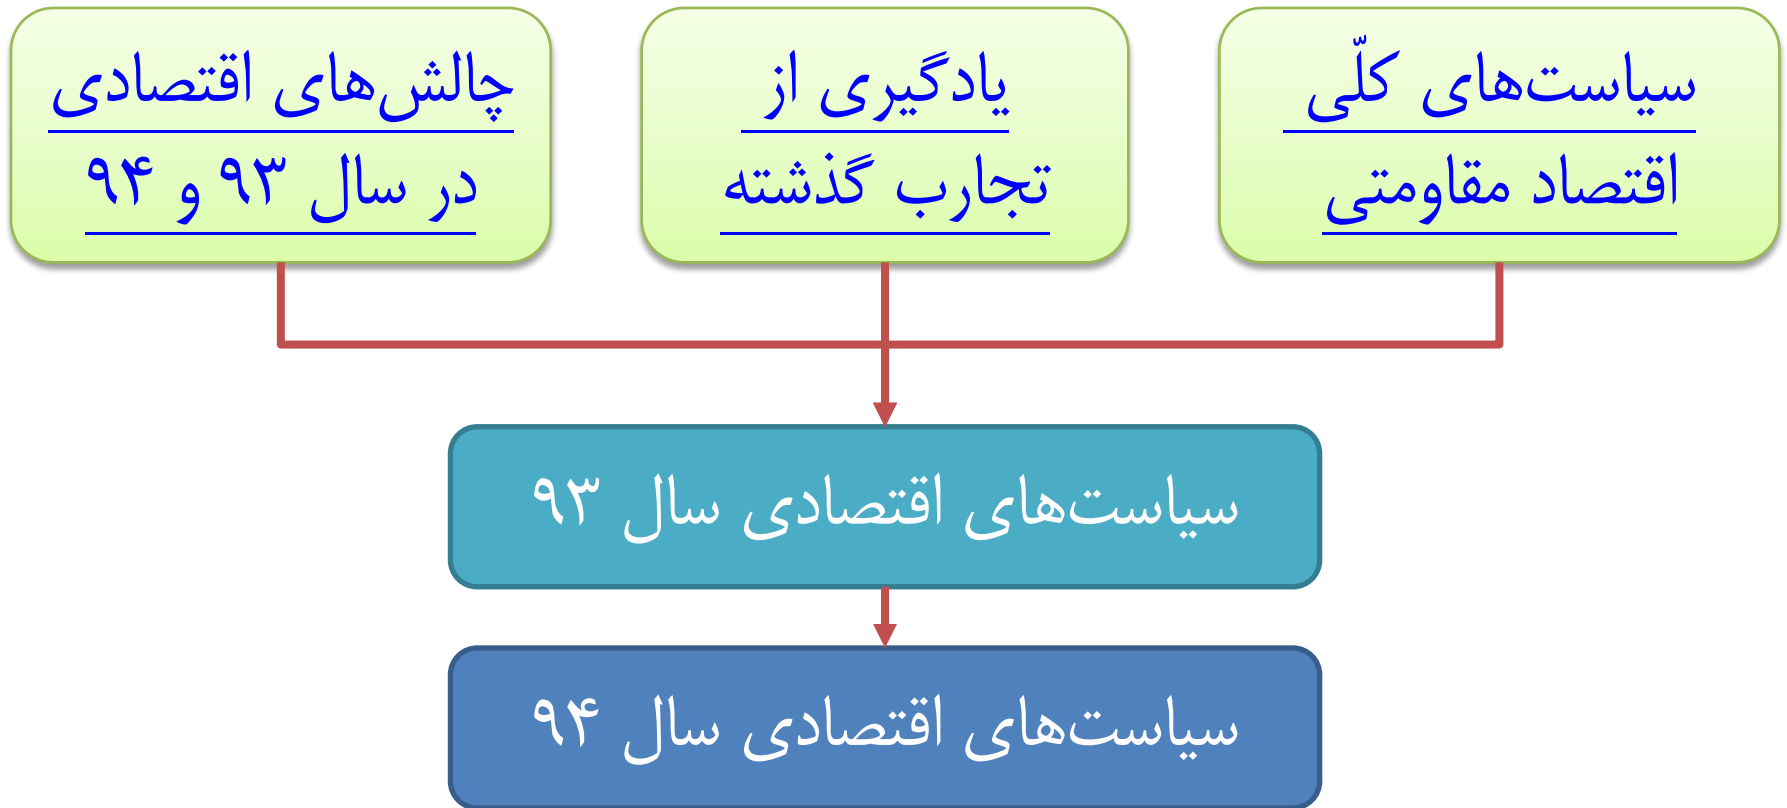 سیاست‌های کلّی
اقتصاد مقاومتی
یادگیری از
تجارب گذشته
چالش‌های اقتصادی
در سال ۹۳ و ۹۴
سیاست‌های اقتصادی سال ۹۳
سیاست‌های اقتصادی سال ۹۴